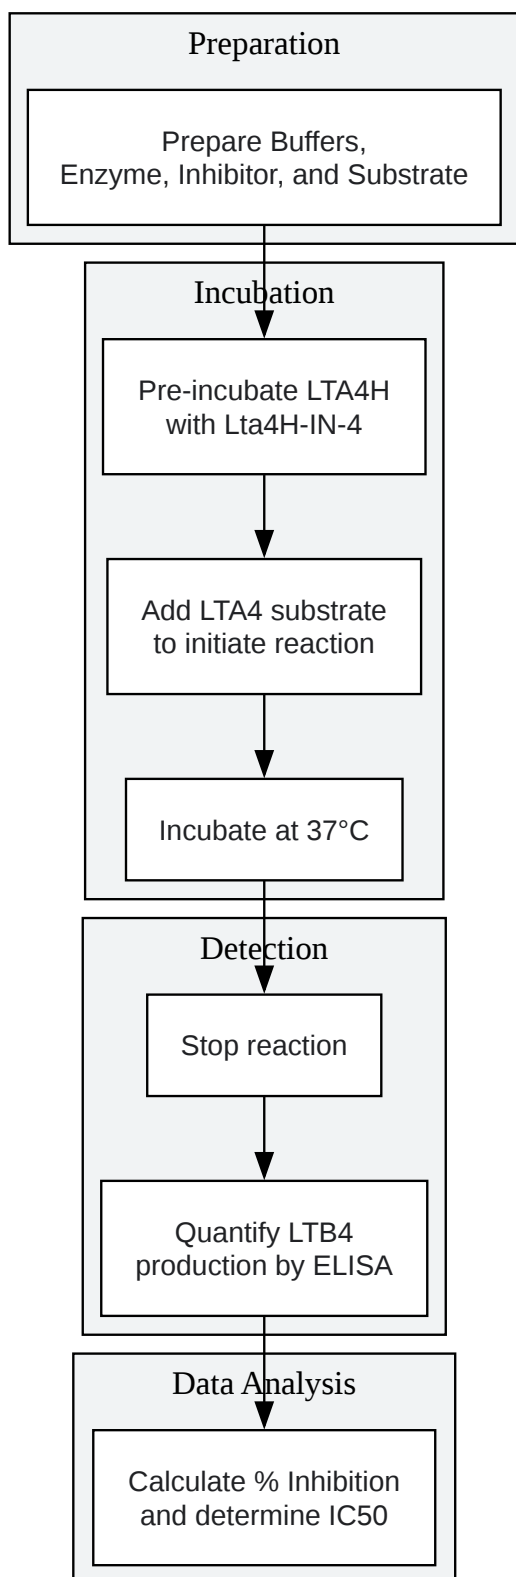 Preparation
Prepare Buffers,
Enzyme, Inhibitor, and Substrate
Incubation
Pre-incubate LTA4H
with Lta4H-IN-4
Add LTA4 substrate
to initiate reaction
Incubate at 37°C
Detection
Stop reaction
Quantify LTB4
production by ELISA
Data Analysis
Calculate % Inhibition
and determine IC50